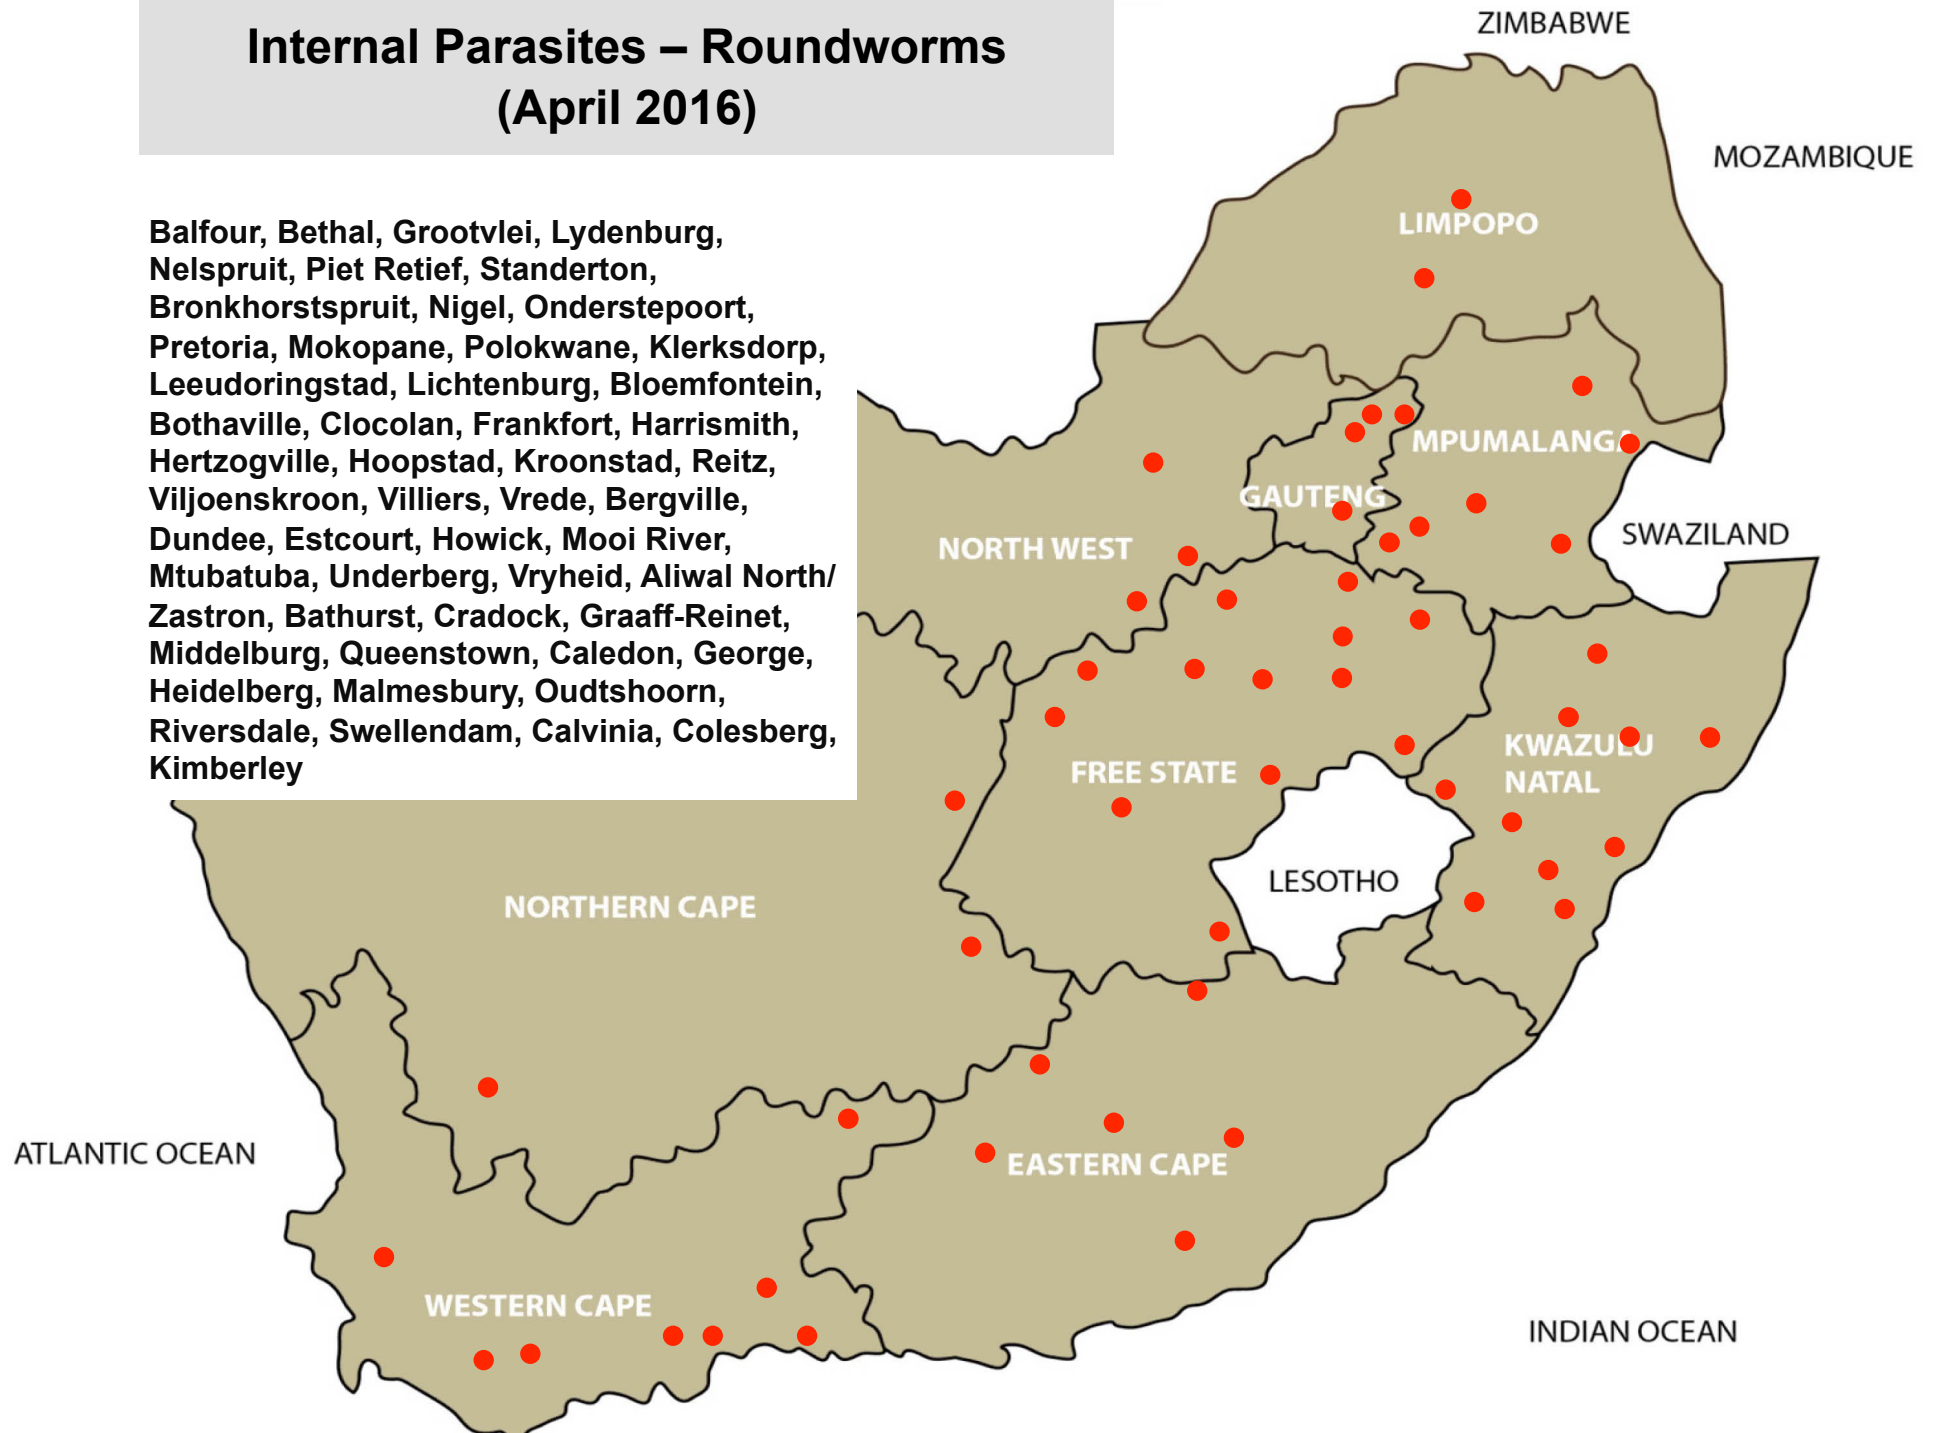 Internal Parasites – Roundworms
(April 2016)
Balfour, Bethal, Grootvlei, Lydenburg,
Nelspruit, Piet Retief, Standerton,
Bronkhorstspruit, Nigel, Onderstepoort,
Pretoria, Mokopane, Polokwane, Klerksdorp,
Leeudoringstad, Lichtenburg, Bloemfontein,
Bothaville, Clocolan, Frankfort, Harrismith,
Hertzogville, Hoopstad, Kroonstad, Reitz,
Viljoenskroon, Villiers, Vrede, Bergville,
Dundee, Estcourt, Howick, Mooi River,
Mtubatuba, Underberg, Vryheid, Aliwal North/
Zastron, Bathurst, Cradock, Graaff-Reinet,
Middelburg, Queenstown, Caledon, George,
Heidelberg, Malmesbury, Oudtshoorn,
Riversdale, Swellendam, Calvinia, Colesberg,
Kimberley
ZIMBABWE
MOZAMBIQUE
LIMPOPO
MPUMALANGA
GAUTENG
SWAZILAND
NORTH WEST
KWAZULU
NATAL
FREE STATE
LESOTHO
NORTHERN CAPE
ATLANTIC OCEAN
EASTERN CAPE
WESTERN CAPE
INDIAN OCEAN